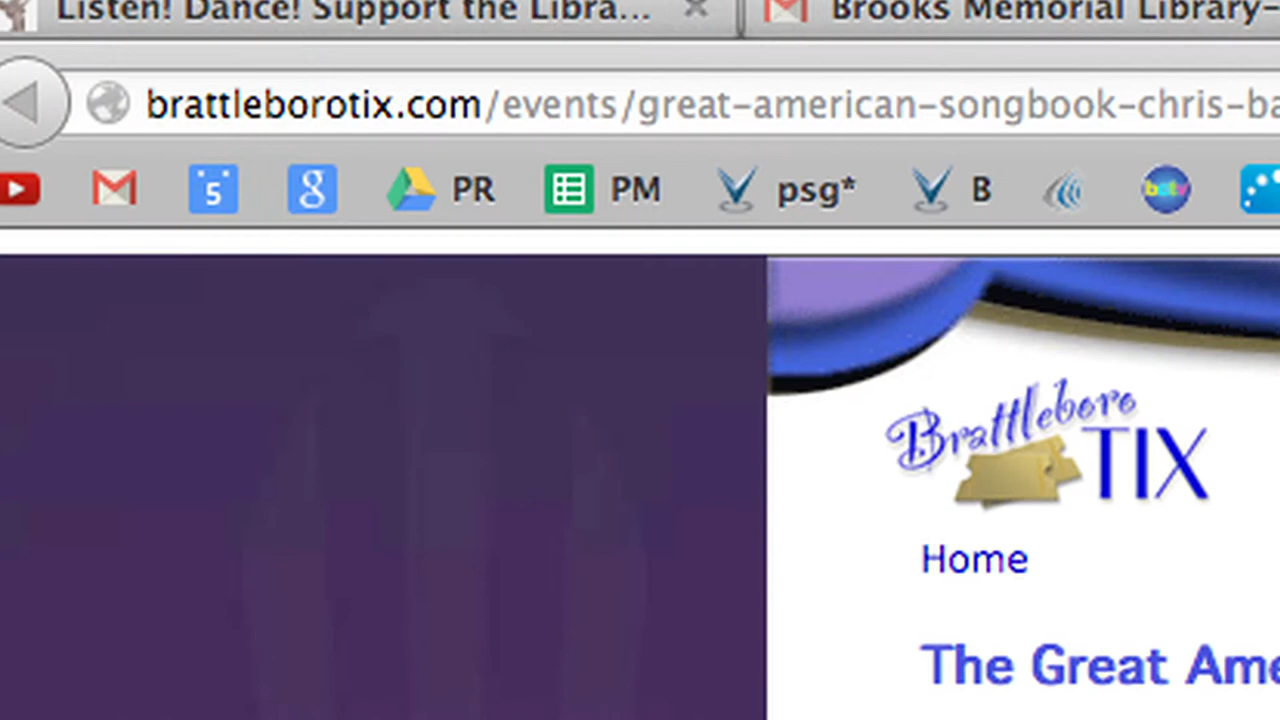 Listen! Dance! Support the Libra...
Brooks Memorial Library-
brattleborotix.com/events/great-american-songbook-chris-ba
5 g PR PM psg* B bctv
Brattleboro
TIX
Home
The Great Ame